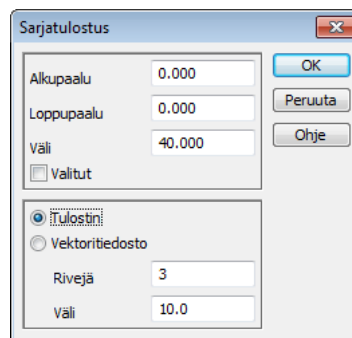 Sarjatulostus
Alkupaalu 0.000
Loppupaalu 0.000
Väli 40.000
Valitut
OK
Peruuta
Ohje
Tulostin
Vektoritiedosto
Rivejä 3
Väli 10.0